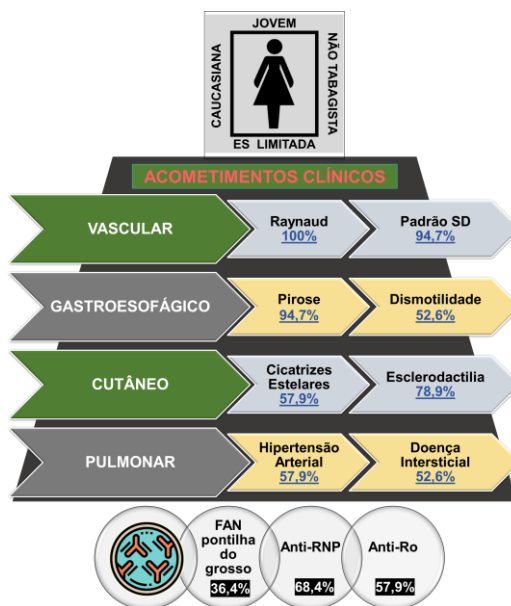 JOVEM
CAUCASIANA
NÃO TABAGISTA
ES LIMITADA
ACOMETIMENTOS CLÍNICOS
VASCULAR
Raynaud
100%
Padrão SD
94,7%
GASTROESOFÁGICO
Pirose
94,7%
Dismotilidade
52,6%
CUTÂNEO
Cicatrizes
Estelares
57,9%
Esclerodactilia
78,9%
PULMONAR
Hipertensão
Arterial
57,9%
Doença
Intersticial
52,6%
FAN
pontilha
do
grosso
36,4%
Anti-RNP
68,4%
Anti-Ro
57,9%